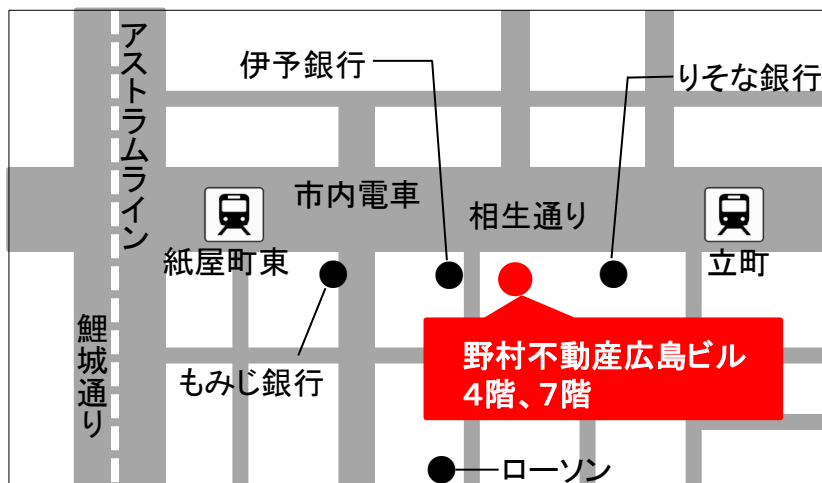 アストラムライン
伊予銀行
りそな銀行
市内電車
相生通り
紙屋町東
立町
鯉城通り
もみじ銀行
野村不動産広島ビル
4階、7階
ローソン